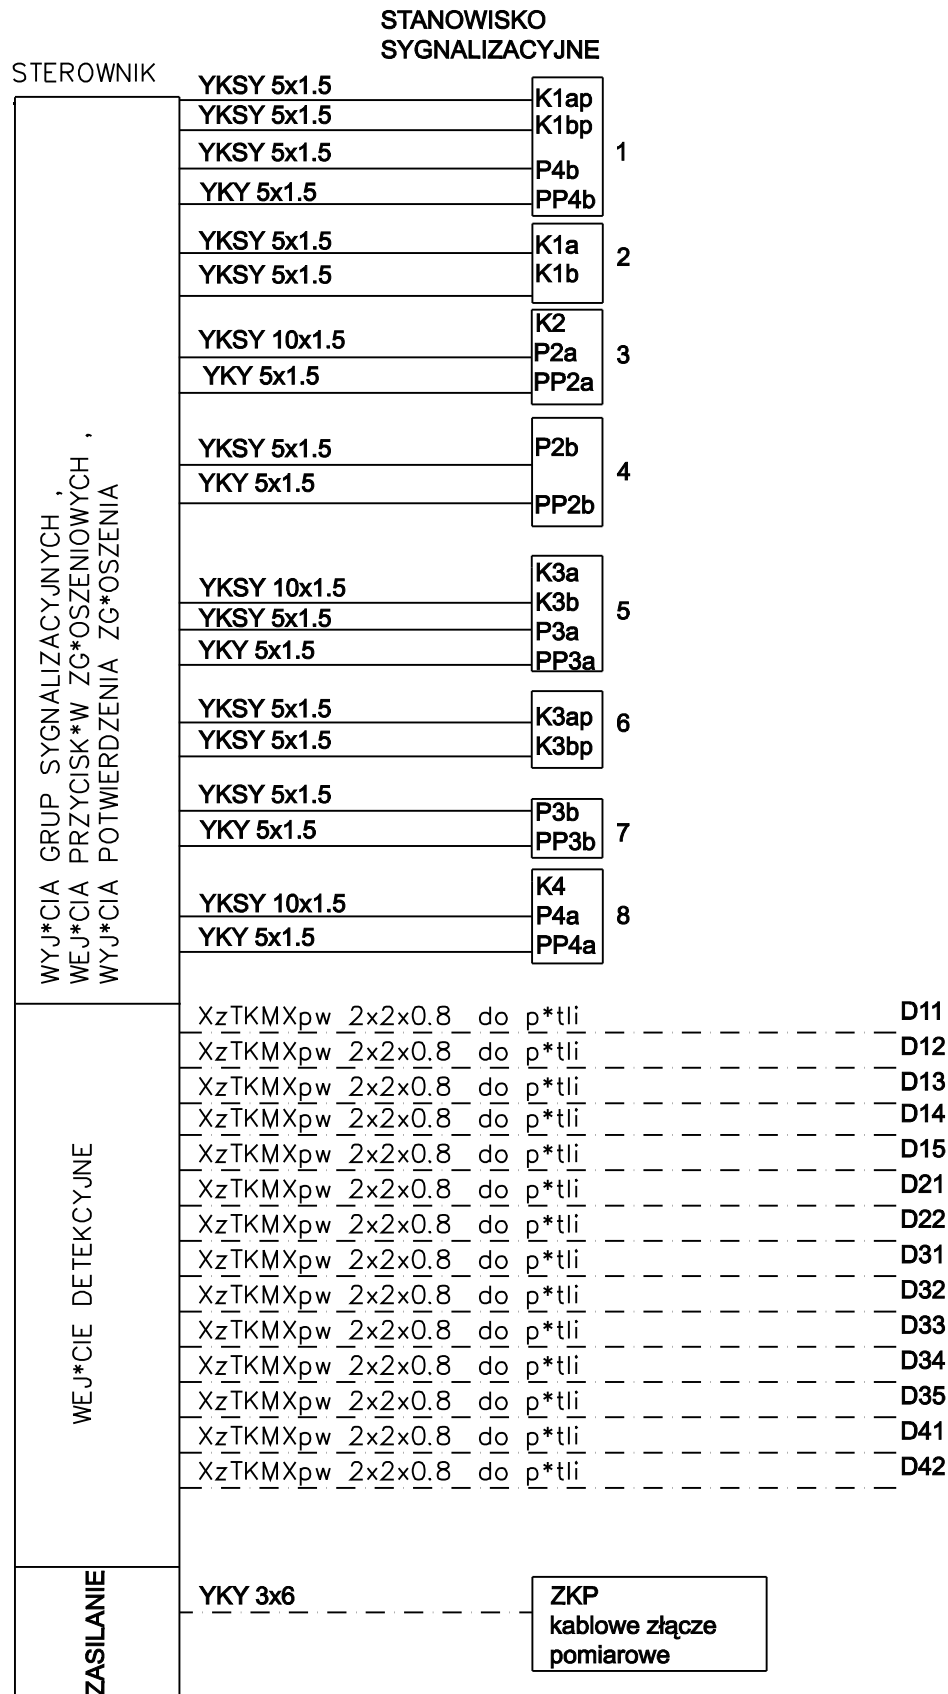 STANOWISKO
SYGNALIZACYJNE
STEROWNIK
YKSY 5x1.5
K1ap
YKSY 5x1.5
K1bp
1
YKSY 5x1.5
P4b
YKY 5x1.5
PP4b
YKSY 5x1.5
K1a
2
YKSY 5x1.5
K1b
K2
YKSY 10x1.5
P2a
3
YKY 5x1.5
PP2a
YKSY 5x1.5
P2b
4
YKY 5x1.5
PP2b
K3a
YKSY 10x1.5
K3b
5
YKSY 5x1.5
P3a
YKY 5x1.5
PP3a
YKSY 5x1.5
K3ap
6
YKSY 5x1.5
K3bp
YKSY 5x1.5
P3b
YKY 5x1.5
PP3b
7
K4
YKSY 10x1.5
P4a
8
YKY 5x1.5
PP4a
WYJ*CIA GRUP SYGNALIZACYJNYCH ,
WEJ*CIA PRZYCISK*W ZG*OSZENIOWYCH ,
WYJ*CIA POTWIERDZENIA ZG*OSZENIA
XzTKMXpw 2x2x0.8 do p*tli D11
XzTKMXpw 2x2x0.8 do p*tli D12
XzTKMXpw 2x2x0.8 do p*tli D13
XzTKMXpw 2x2x0.8 do p*tli D14
XzTKMXpw 2x2x0.8 do p*tli D15
XzTKMXpw 2x2x0.8 do p*tli D21
XzTKMXpw 2x2x0.8 do p*tli D22
XzTKMXpw 2x2x0.8 do p*tli D31
XzTKMXpw 2x2x0.8 do p*tli D32
XzTKMXpw 2x2x0.8 do p*tli D33
XzTKMXpw 2x2x0.8 do p*tli D34
XzTKMXpw 2x2x0.8 do p*tli D35
XzTKMXpw 2x2x0.8 do p*tli D41
XzTKMXpw 2x2x0.8 do p*tli D42
WEJ*CIE DETEKCYJNE
ZASILANIE
YKY 3x6
ZKP
kablowe złącze
pomiarowe